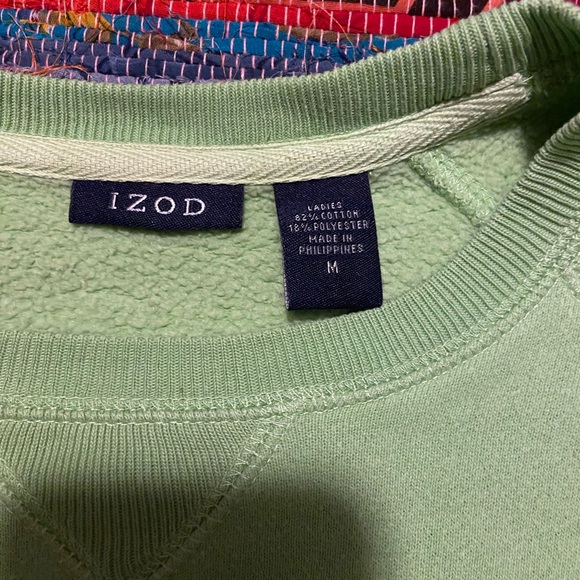 IZOD
LADIES
82% COTTON
18% POLYESTER
MADE IN
PHILIPPINES
M